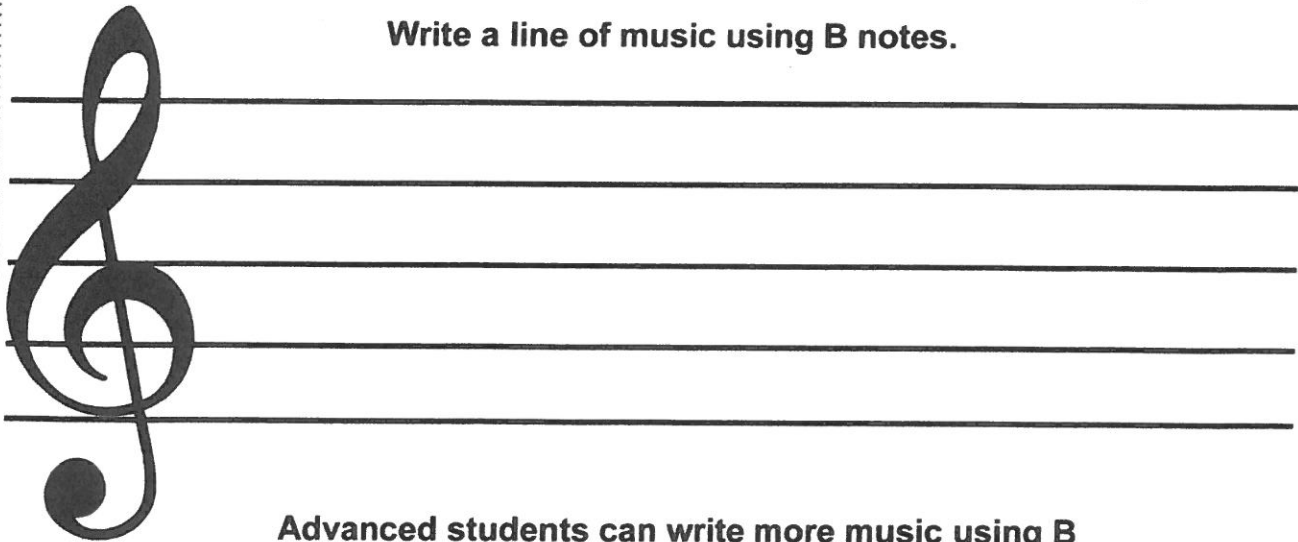 Write a line of music using B notes.
Advanced students can write more music using B